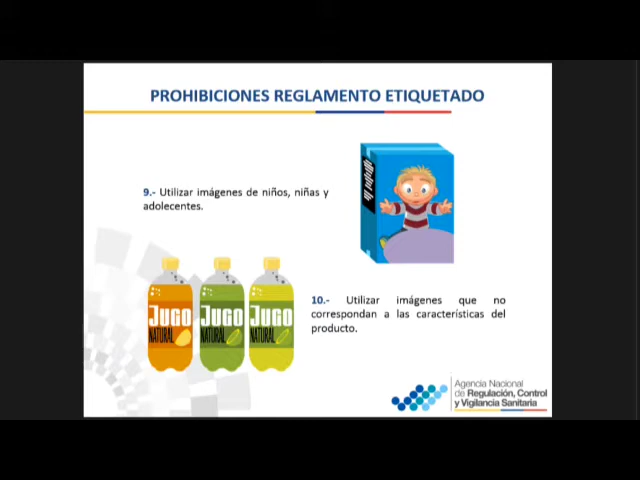 PROHIBICIONES REGLAMENTO ETIQUETADO
9.- Utilizar imágenes de niños, niñas y
adolecentes.
JUGO
NATURAL
JUGO
NATURAL
JUGO
NATURAL
10.- Utilizar imágenes que no
correspondan a las características del
producto.
Agencia Nacional
de Regulación, Control
y Vigilancia Sanitaria